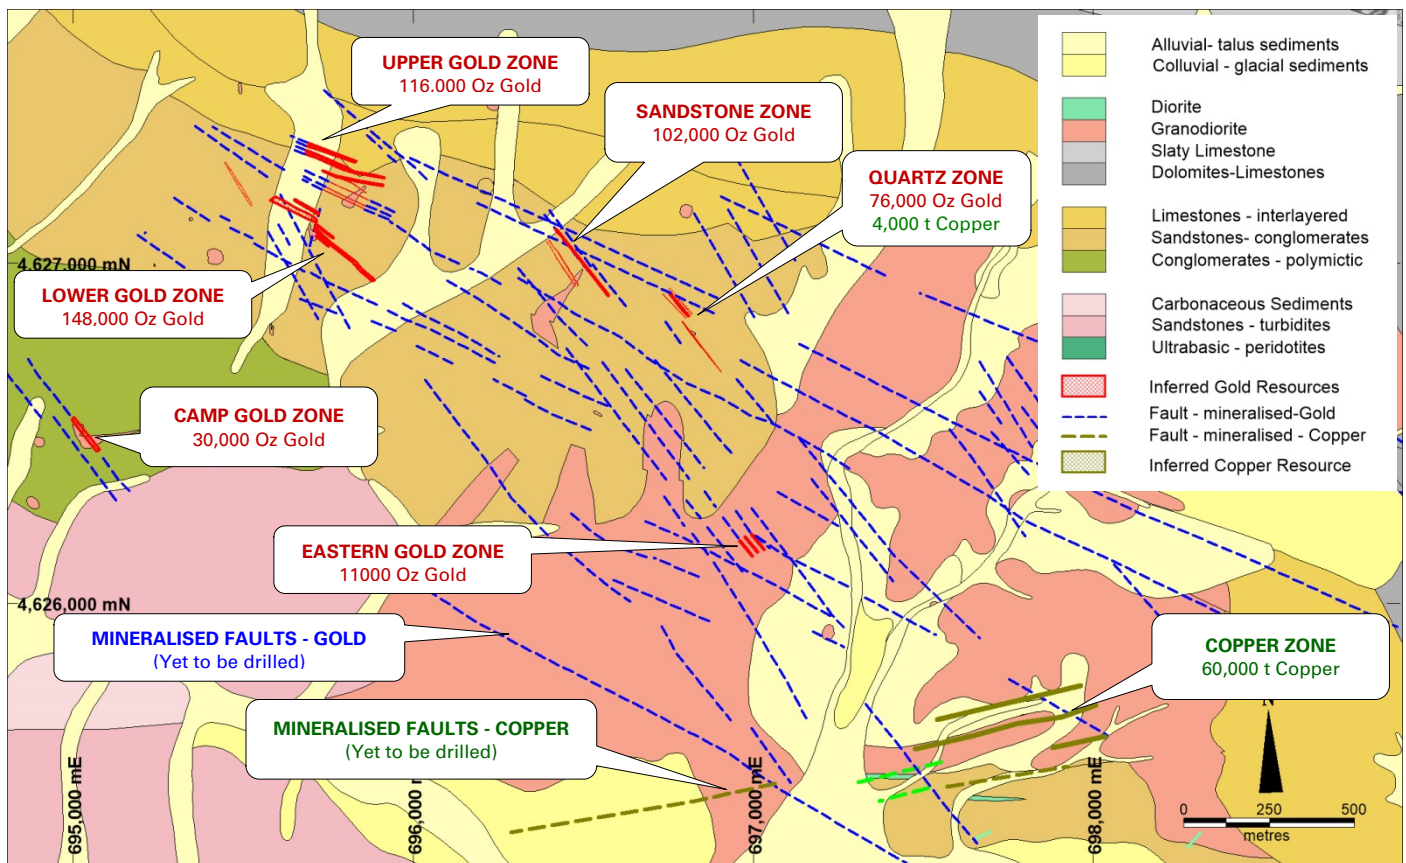 UPPER GOLD ZONE
116.000 Oz Gold
SANDSTONE ZONE
102,000 Oz Gold
QUARTZ ZONE
76,000 Oz Gold
4,000 t Copper
4,627,000 mN
LOWER GOLD ZONE
148,000 Oz Gold
CAMP GOLD ZONE
30,000 Oz Gold
EASTERN GOLD ZONE
11000 Oz Gold
4,626,000 mN
MINERALISED FAULTS - GOLD
(Yet to be drilled)
MINERALISED FAULTS - COPPER
(Yet to be drilled)
COPPER ZONE
60,000 t Copper
Alluvial- talus sediments
Colluvial - glacial sediments
Diorite
Granodiorite
Slaty Limestone
Dolomites-Limestones
Limestones - interlayered
Sandstones- conglomerates
Conglomerates - polymictic
Carbonaceous Sediments
Sandstones - turbidites
Ultrabasic - peridotites
Inferred Gold Resources
Fault - mineralised-Gold
Fault - mineralised - Copper
Inferred Copper Resource
695,000 mE
696,000 mE
697,000 mE
698,000 mE
N
0 250 500
metres